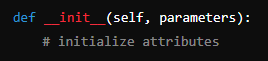 def __init__(self, parameters):
    # initialize attributes